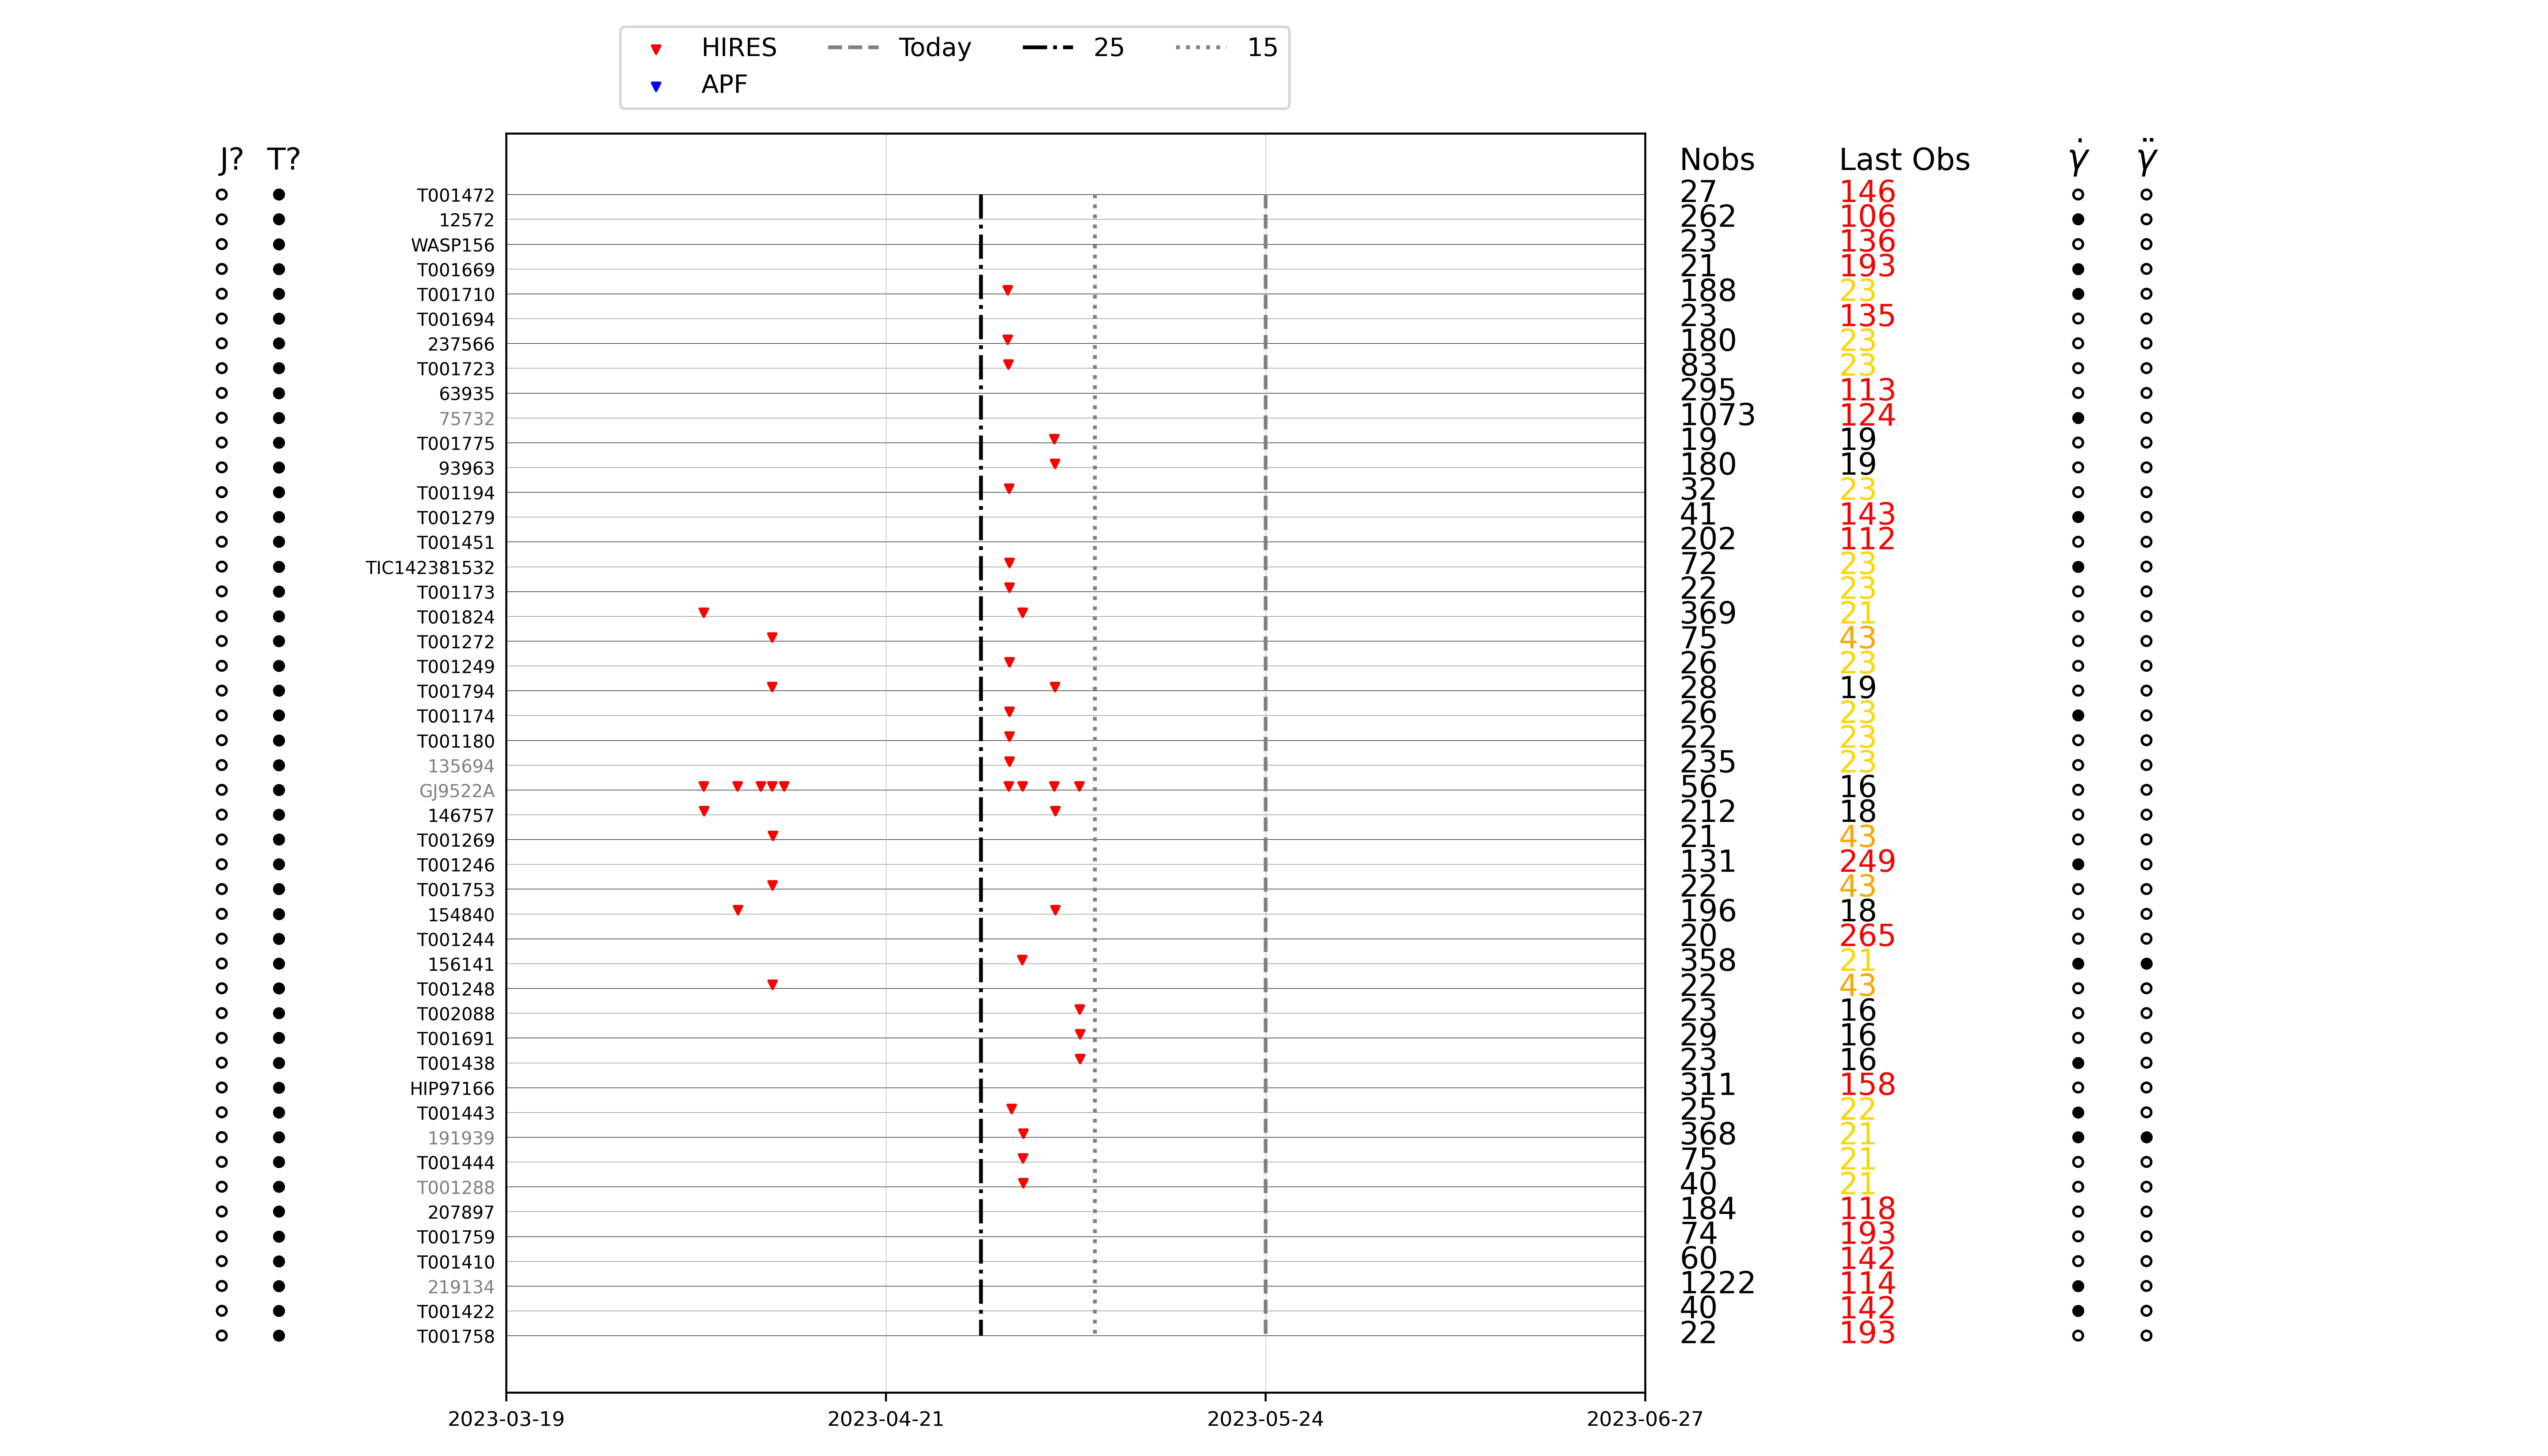 HIRES Today 25 15
APF
J? T? Nobs Last Obs γ̇ γ̈
T001472 27 146
12572 262 106
WASP156 23 136
T001669 21 193
T001710 188 23
T001694 23 135
237566 180 23
T001723 83 23
63935 295 113
75732 1073 124
T001775 19 19
93963 180 19
T001194 32 23
T001279 41 143
T001451 202 112
TIC142381532 72 23
T001173 22 23
T001824 369 21
T001272 75 43
T001249 26 23
T001794 28 19
T001174 26 23
T001180 22 23
135694 235 23
GJ9522A 56 16
146757 212 18
T001269 21 43
T001246 131 249
T001753 22 43
154840 196 18
T001244 20 265
156141 358 21
T001248 22 43
T002088 23 16
T001691 29 16
T001438 23 16
HIP97166 311 158
T001443 25 22
191939 368 21
T001444 75 21
T001288 40 21
207897 184 118
T001759 74 193
T001410 60 142
219134 1222 114
T001422 40 142
T001758 22 193
2023-03-19 2023-04-21 2023-05-24 2023-06-27